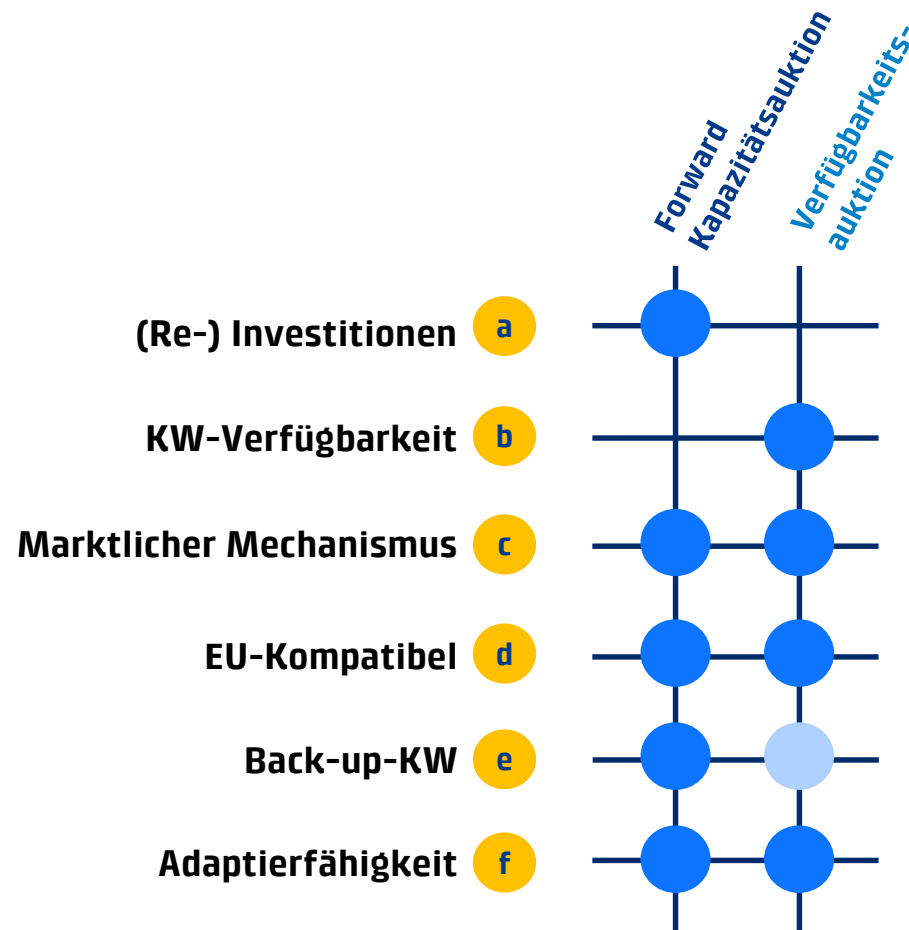 Forward
Kapazitätsauktion
Verfügbarkeits-
auktion
(Re-) Investitionen a
KW-Verfügbarkeit b
Marktlicher Mechanismus c
EU-Kompatibel d
Back-up-KW e
Adaptierfähigkeit f